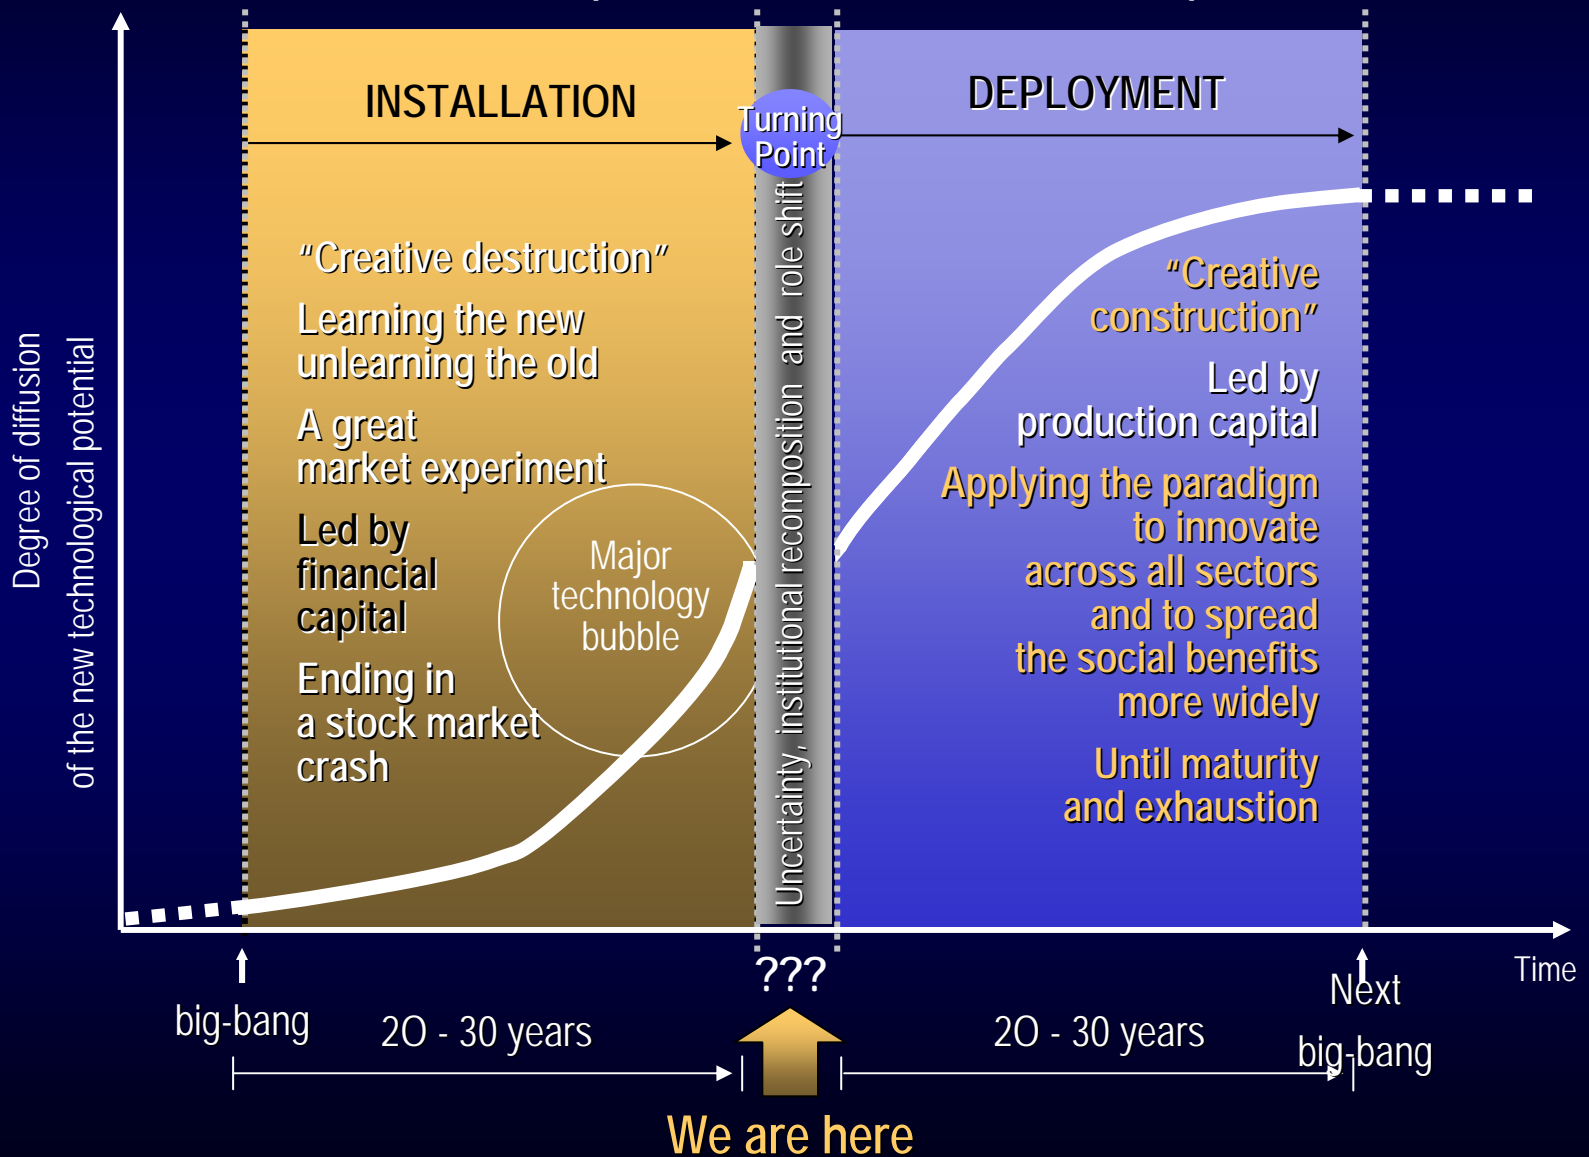 INSTALLATION
Turning
Point
DEPLOYMENT
“Creative destruction”
Learning the new
unlearning the old
A great
market experiment
Led by
financial
capital
Ending in
a stock market
crash
Major
technology
bubble
Uncertainty, institutional recomposition and role shift
“Creative
construction”
Led by
production capital
Applying the paradigm
to innovate
across all sectors
and to spread
the social benefits
more widely
Until maturity
and exhaustion
Degree of diffusion
of the new technological potential
Time
big-bang
20 - 30 years
???
20 - 30 years
Next
big-bang
We are here